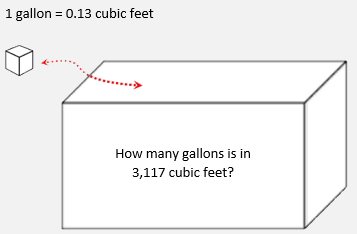 1 gallon = 0.13 cubic feet
How many gallons is in
3,117 cubic feet?